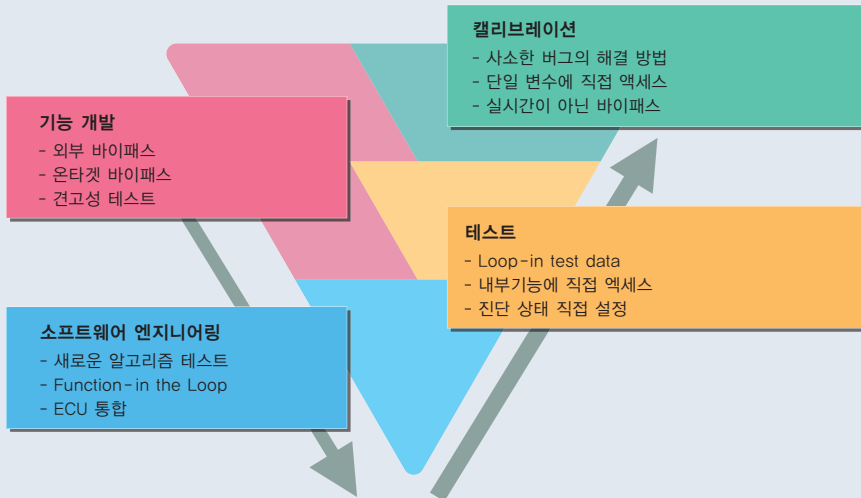 캘리브레이션
- 사소한 버그의 해결 방법
- 단일 변수에 직접 액세스
- 실시간이 아닌 바이패스
기능 개발
- 외부 바이패스
- 온타겟 바이패스
- 견고성 테스트
테스트
- Loop-in test data
- 내부기능에 직접 엑세스
- 진단 상태 직접 설정
소프트웨어 엔지니어링
- 새로운 알고리즘 테스트
- Function-in the Loop
- ECU 통합